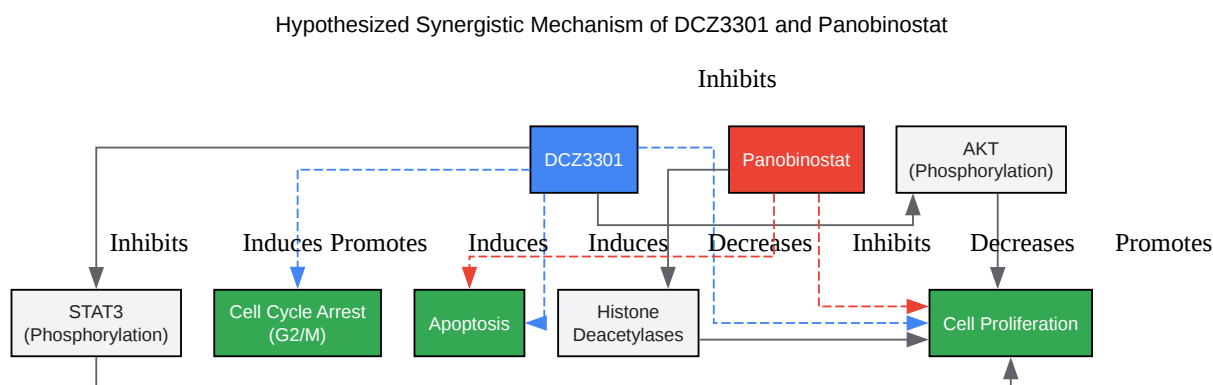 Hypothesized Synergistic Mechanism of DCZ3301 and Panobinostat
Inhibits
DCZ3301
Panobinostat
AKT
(Phosphorylation)
Inhibits
Induces
Promotes
Induces
Induces
Decreases
Inhibits
Decreases
Promotes
STAT3
(Phosphorylation)
Cell Cycle Arrest
(G2/M)
Apoptosis
Histone
Deacetylases
Cell Proliferation